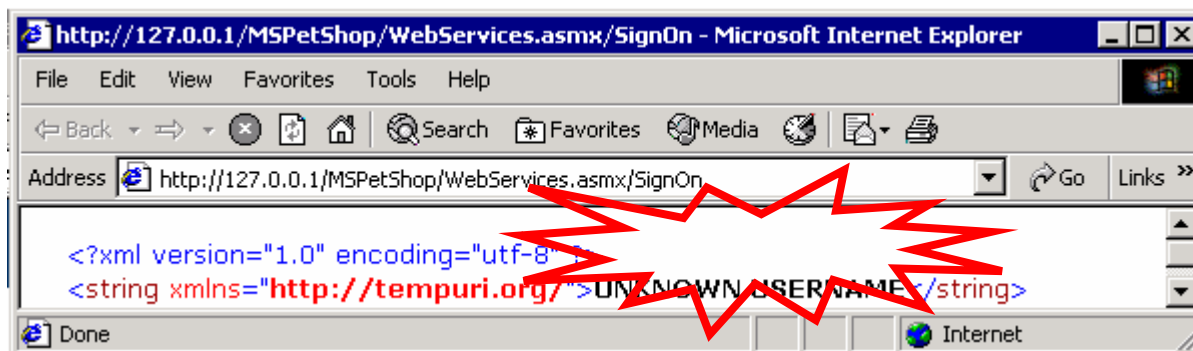 http://127.0.0.1/MSPetShop/WebServices.asmx/SignOn - Microsoft Internet Explorer
File Edit View Favorites Tools Help
Back Search Favorites Media
Address http://127.0.0.1/MSPetShop/WebServices.asmx/SignOn Go Links »
<?xml version="1.0" encoding="utf-8" ?>
<string xmlns="http://tempuri.org/">UNKNOWN USERNAME</string>
Done Internet